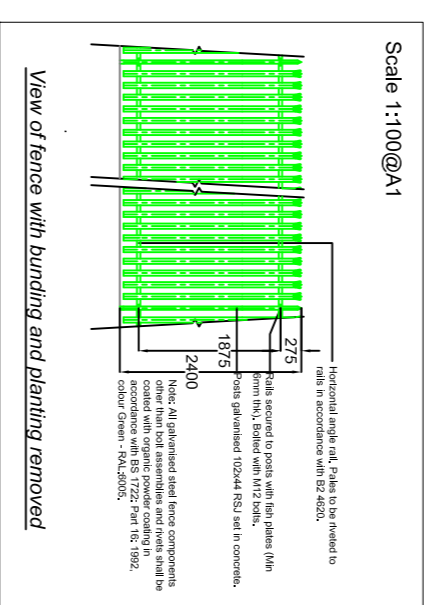 Scale 1:100@A1
Horizontal angle rail, Pales to be riveted to
rails in accordance with B2 4620.
275
1875
2400
Rails secured to posts with fish plates (Min
6mm thk). Bolted with M12 bolts.
Posts galvanised 102x44 RSJ set in concrete.
Note: All galvanised steel fence components
other than bolt assemblies and rivets shall be
coated with organic powder coating in
accordance with BS 1722: Part 16: 1992,
colour Green - RAL;6005.
View of fence with bunding and planting removed